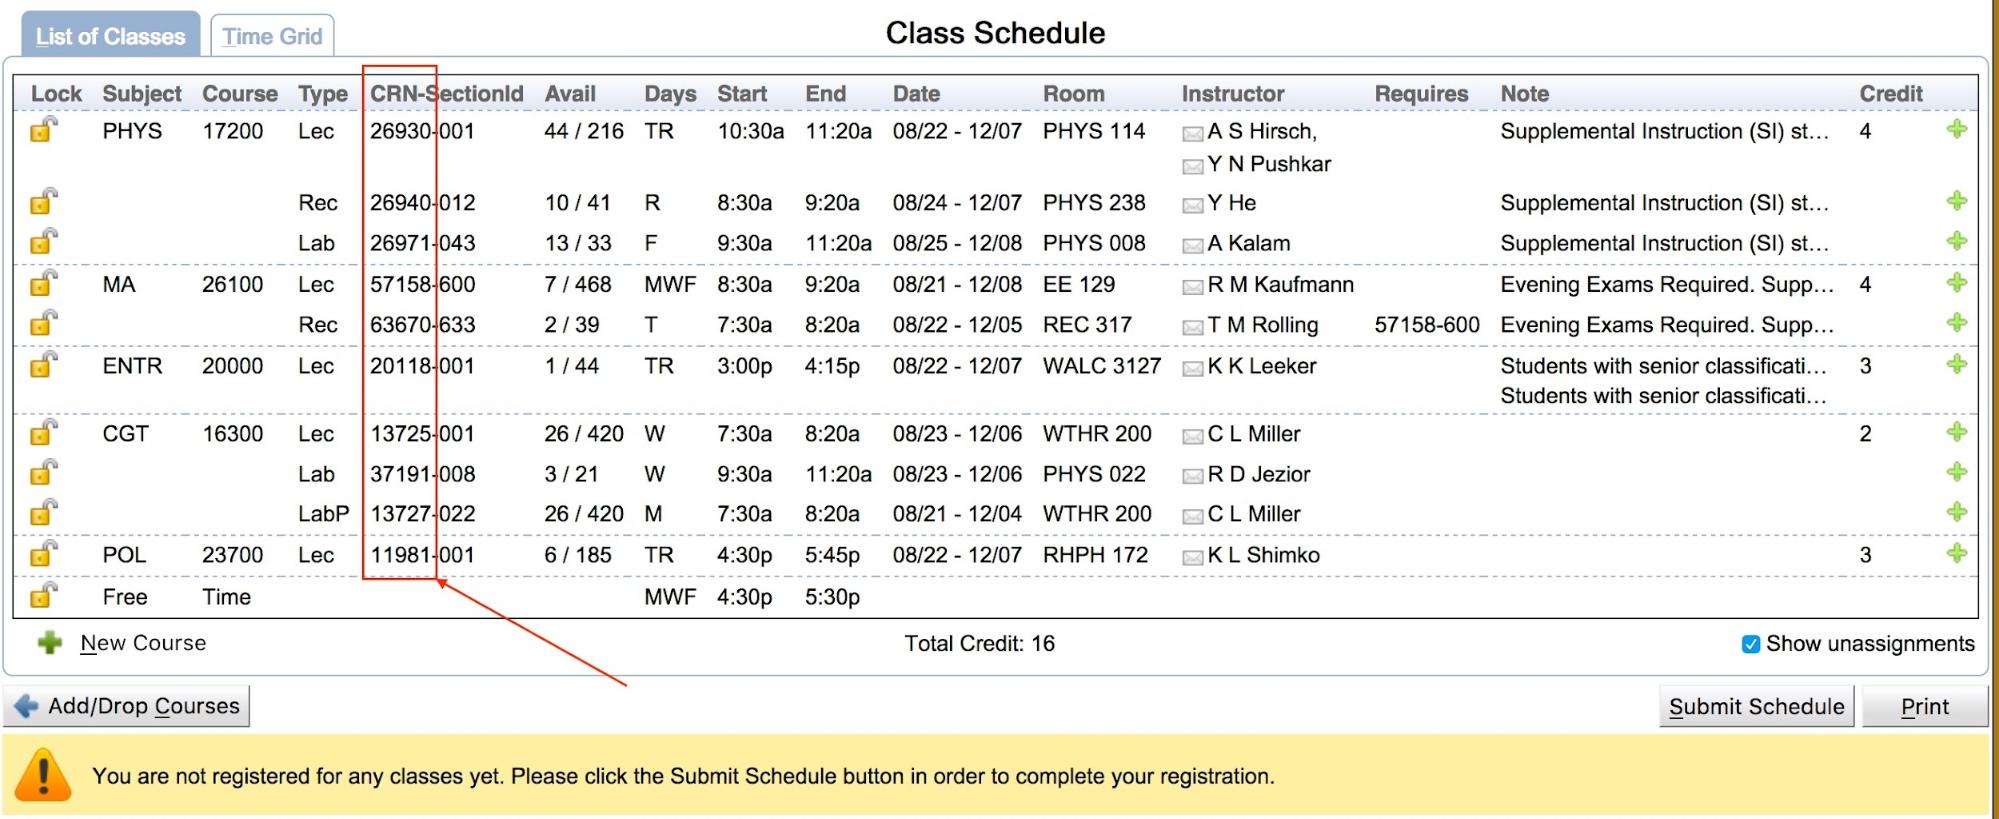 List of Classes Time Grid Class Schedule
Lock Subject Course Type CRN-SectionId Avail Days Start End Date Room Instructor Requires Note Credit
PHYS 17200 Lec 26930-001 44 / 216 TR 10:30a 11:20a 08/22 - 12/07 PHYS 114 A S Hirsch, Supplemental Instruction (SI) st... 4
Y N Pushkar
Rec 26940-012 10 / 41 R 8:30a 9:20a 08/24 - 12/07 PHYS 238 Y He Supplemental Instruction (SI) st...
Lab 26971-043 13 / 33 F 9:30a 11:20a 08/25 - 12/08 PHYS 008 A Kalam Supplemental Instruction (SI) st...
MA 26100 Lec 57158-600 7 / 468 MWF 8:30a 9:20a 08/21 - 12/08 EE 129 R M Kaufmann Evening Exams Required. Supp... 4
Rec 63670-633 2 / 39 T 7:30a 8:20a 08/22 - 12/05 REC 317 T M Rolling 57158-600 Evening Exams Required. Supp...
ENTR 20000 Lec 20118-001 1 / 44 TR 3:00p 4:15p 08/22 - 12/07 WALC 3127 K K Leeker Students with senior classificati... 3
Students with senior classificati...
CGT 16300 Lec 13725-001 26 / 420 W 7:30a 8:20a 08/23 - 12/06 WTHR 200 C L Miller 2
Lab 37191-008 3 / 21 W 9:30a 11:20a 08/23 - 12/06 PHYS 022 R D Jezior
LabP 13727-022 26 / 420 M 7:30a 8:20a 08/21 - 12/04 WTHR 200 C L Miller
POL 23700 Lec 11981-001 6 / 185 TR 4:30p 5:45p 08/22 - 12/07 RHPH 172 K L Shimko 3
Free Time MWF 4:30p 5:30p
New Course Total Credit: 16 Show unassignments
Add/Drop Courses Submit Schedule Print
You are not registered for any classes yet. Please click the Submit Schedule button in order to complete your registration.